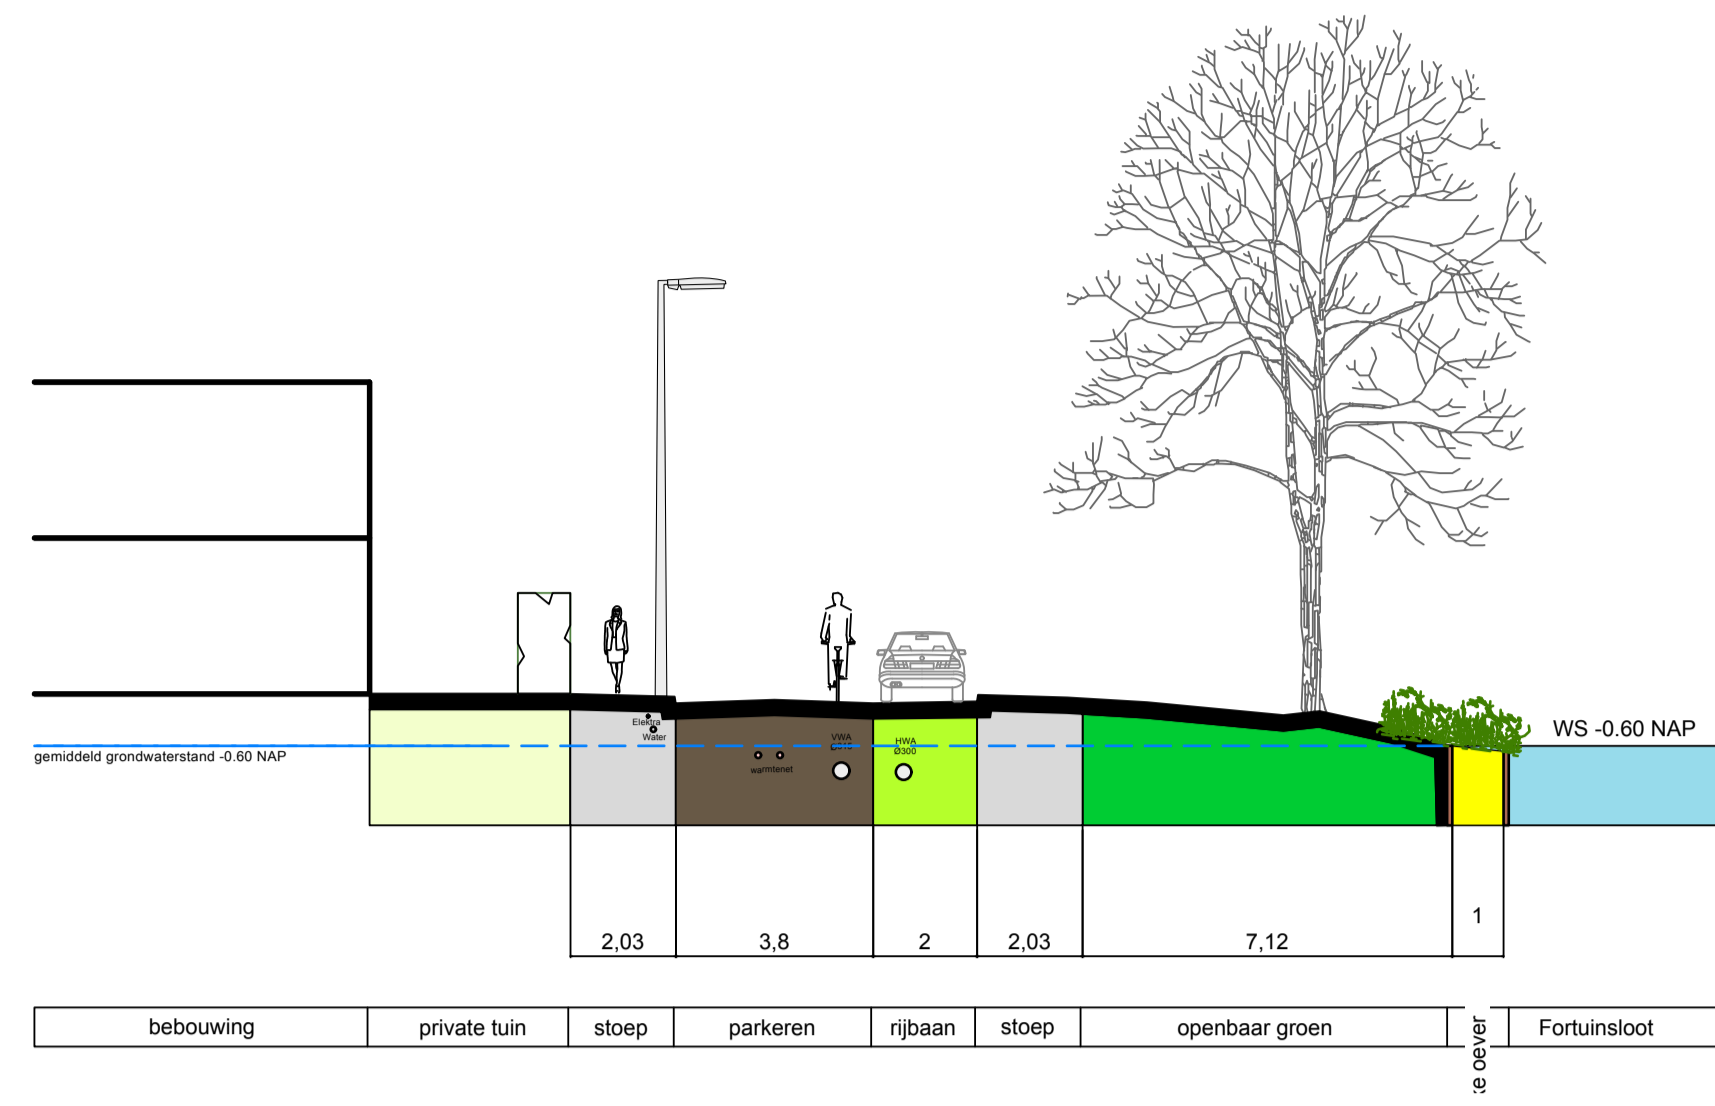 Elektra
Water
VWA
HWA
Ø300
warmtenet
WS -0.60 NAP
gemiddeld grondwaterstand -0.60 NAP
2,03
3,8
2
2,03
7,12
1
bebouwing
private tuin
stoep
parkeren
rijbaan
stoep
openbaar groen
oever
Fortuinsloot